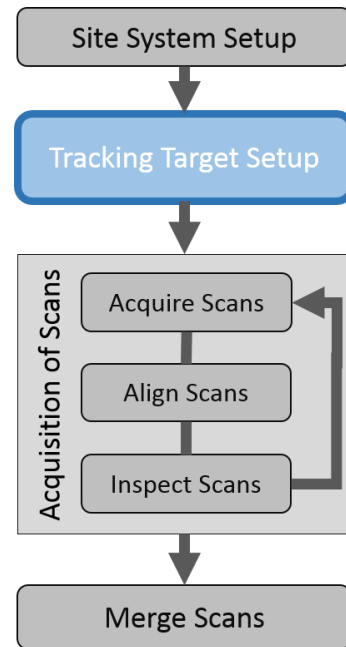 Site System Setup
Tracking Target Setup
Acquisition of Scans
Acquire Scans
Align Scans
Inspect Scans
Merge Scans